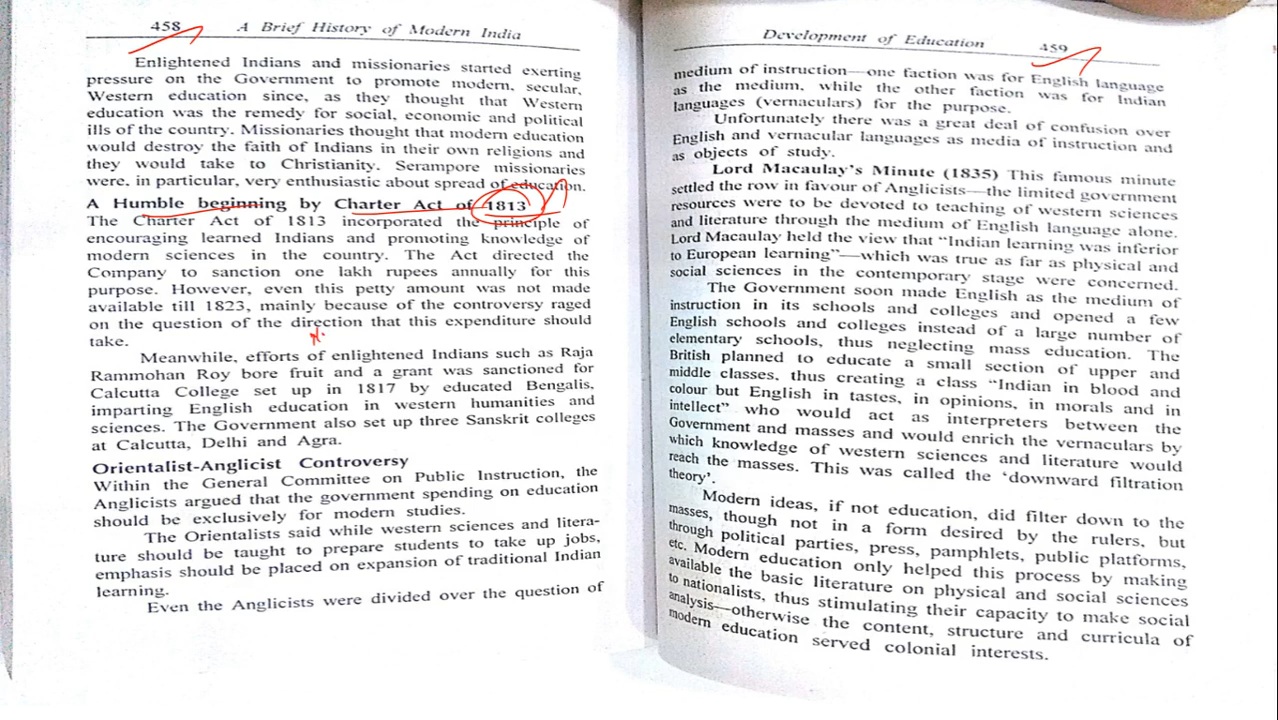 458 A Brief History of Modern India
Enlightened Indians and missionaries started exerting
pressure on the Government to promote modern, secular,
Western education since, as they thought that Western
education was the remedy for social, economic and political
ills of the country. Missionaries thought that modern education
would destroy the faith of Indians in their own religions and
they would take to Christianity. Serampore missionaries
were, in particular, very enthusiastic about spread of education.
A Humble beginning by Charter Act of 1813
The Charter Act of 1813 incorporated the principle of
encouraging learned Indians and promoting knowledge of
modern sciences in the country. The Act directed the
Company to sanction one lakh rupees annually for this
purpose. However, even this petty amount was not made
available till 1823, mainly because of the controversy raged
on the question of the direction that this expenditure should
take.
Meanwhile, efforts of enlightened Indians such as Raja
Rammohan Roy bore fruit and a grant was sanctioned for
Calcutta College set up in 1817 by educated Bengalis,
imparting English education in western humanities and
sciences. The Government also set up three Sanskrit colleges
at Calcutta, Delhi and Agra.
Orientalist-Anglicist Controversy
Within the General Committee on Public Instruction, the
Anglicists argued that the government spending on education
should be exclusively for modern studies.
The Orientalists said while western sciences and litera-
ture should be taught to prepare students to take up jobs,
emphasis should be placed on expansion of traditional Indian
learning.
Even the Anglicists were divided over the question of
Development of Education 459
medium of instruction—one faction was for English language
as the medium, while the other faction was for Indian
languages (vernaculars) for the purpose.
Unfortunately there was a great deal of confusion over
English and vernacular languages as media of instruction and
as objects of study.
Lord Macaulay's Minute (1835) This famous minute
settled the row in favour of Anglicists—the limited government
resources were to be devoted to teaching of western sciences
and literature through the medium of English language alone.
Lord Macaulay held the view that "Indian learning was inferior
to European learning"—which was true as far as physical and
social sciences in the contemporary stage were concerned.
The Government soon made English as the medium of
instruction in its schools and colleges and opened a few
English schools and colleges instead of a large number of
elementary schools, thus neglecting mass education. The
British planned to educate a small section of upper and
middle classes, thus creating a class "Indian in blood and
colour but English in tastes, in opinions, in morals and in
intellect" who would act as interpreters between the
Government and masses and would enrich the vernaculars by
which knowledge of western sciences and literature would
reach the masses. This was called the 'downward filtration
theory'.
Modern ideas, if not education, did filter down to the
masses, though not in a form desired by the rulers, but
through political parties, press, pamphlets, public platforms,
etc. Modern education only helped this process by making
available the basic literature on physical and social sciences
to nationalists, thus stimulating their capacity to make social
analysis—otherwise the content, structure and curricula of
modern education served colonial interests.